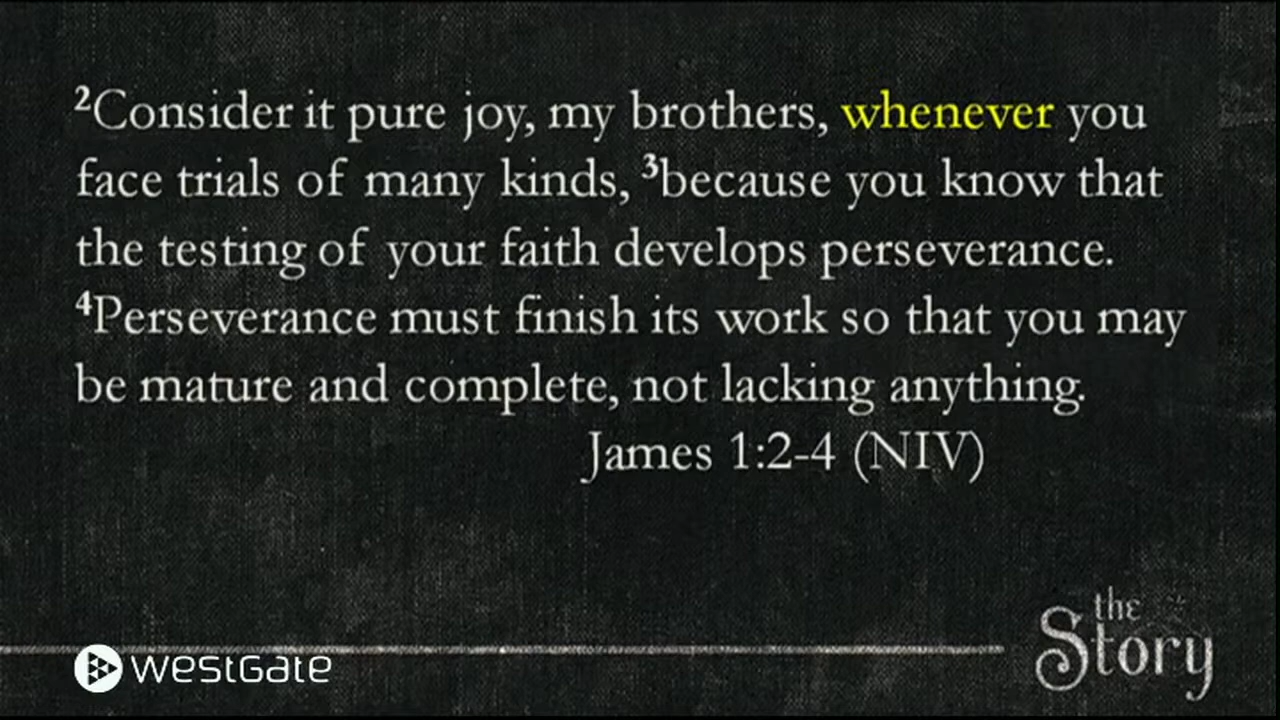 ²Consider it pure joy, my brothers, whenever you
face trials of many kinds, ³because you know that
the testing of your faith develops perseverance.
⁴Perseverance must finish its work so that you may
be mature and complete, not lacking anything.
James 1:2-4 (NIV)
the
Story
westgate